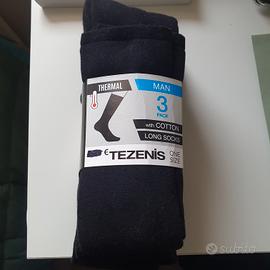 THERMAL
MAN
3
PACK
with COTTON
LONG SOCKS
€ TEZENIS
ONE
SIZE
subito